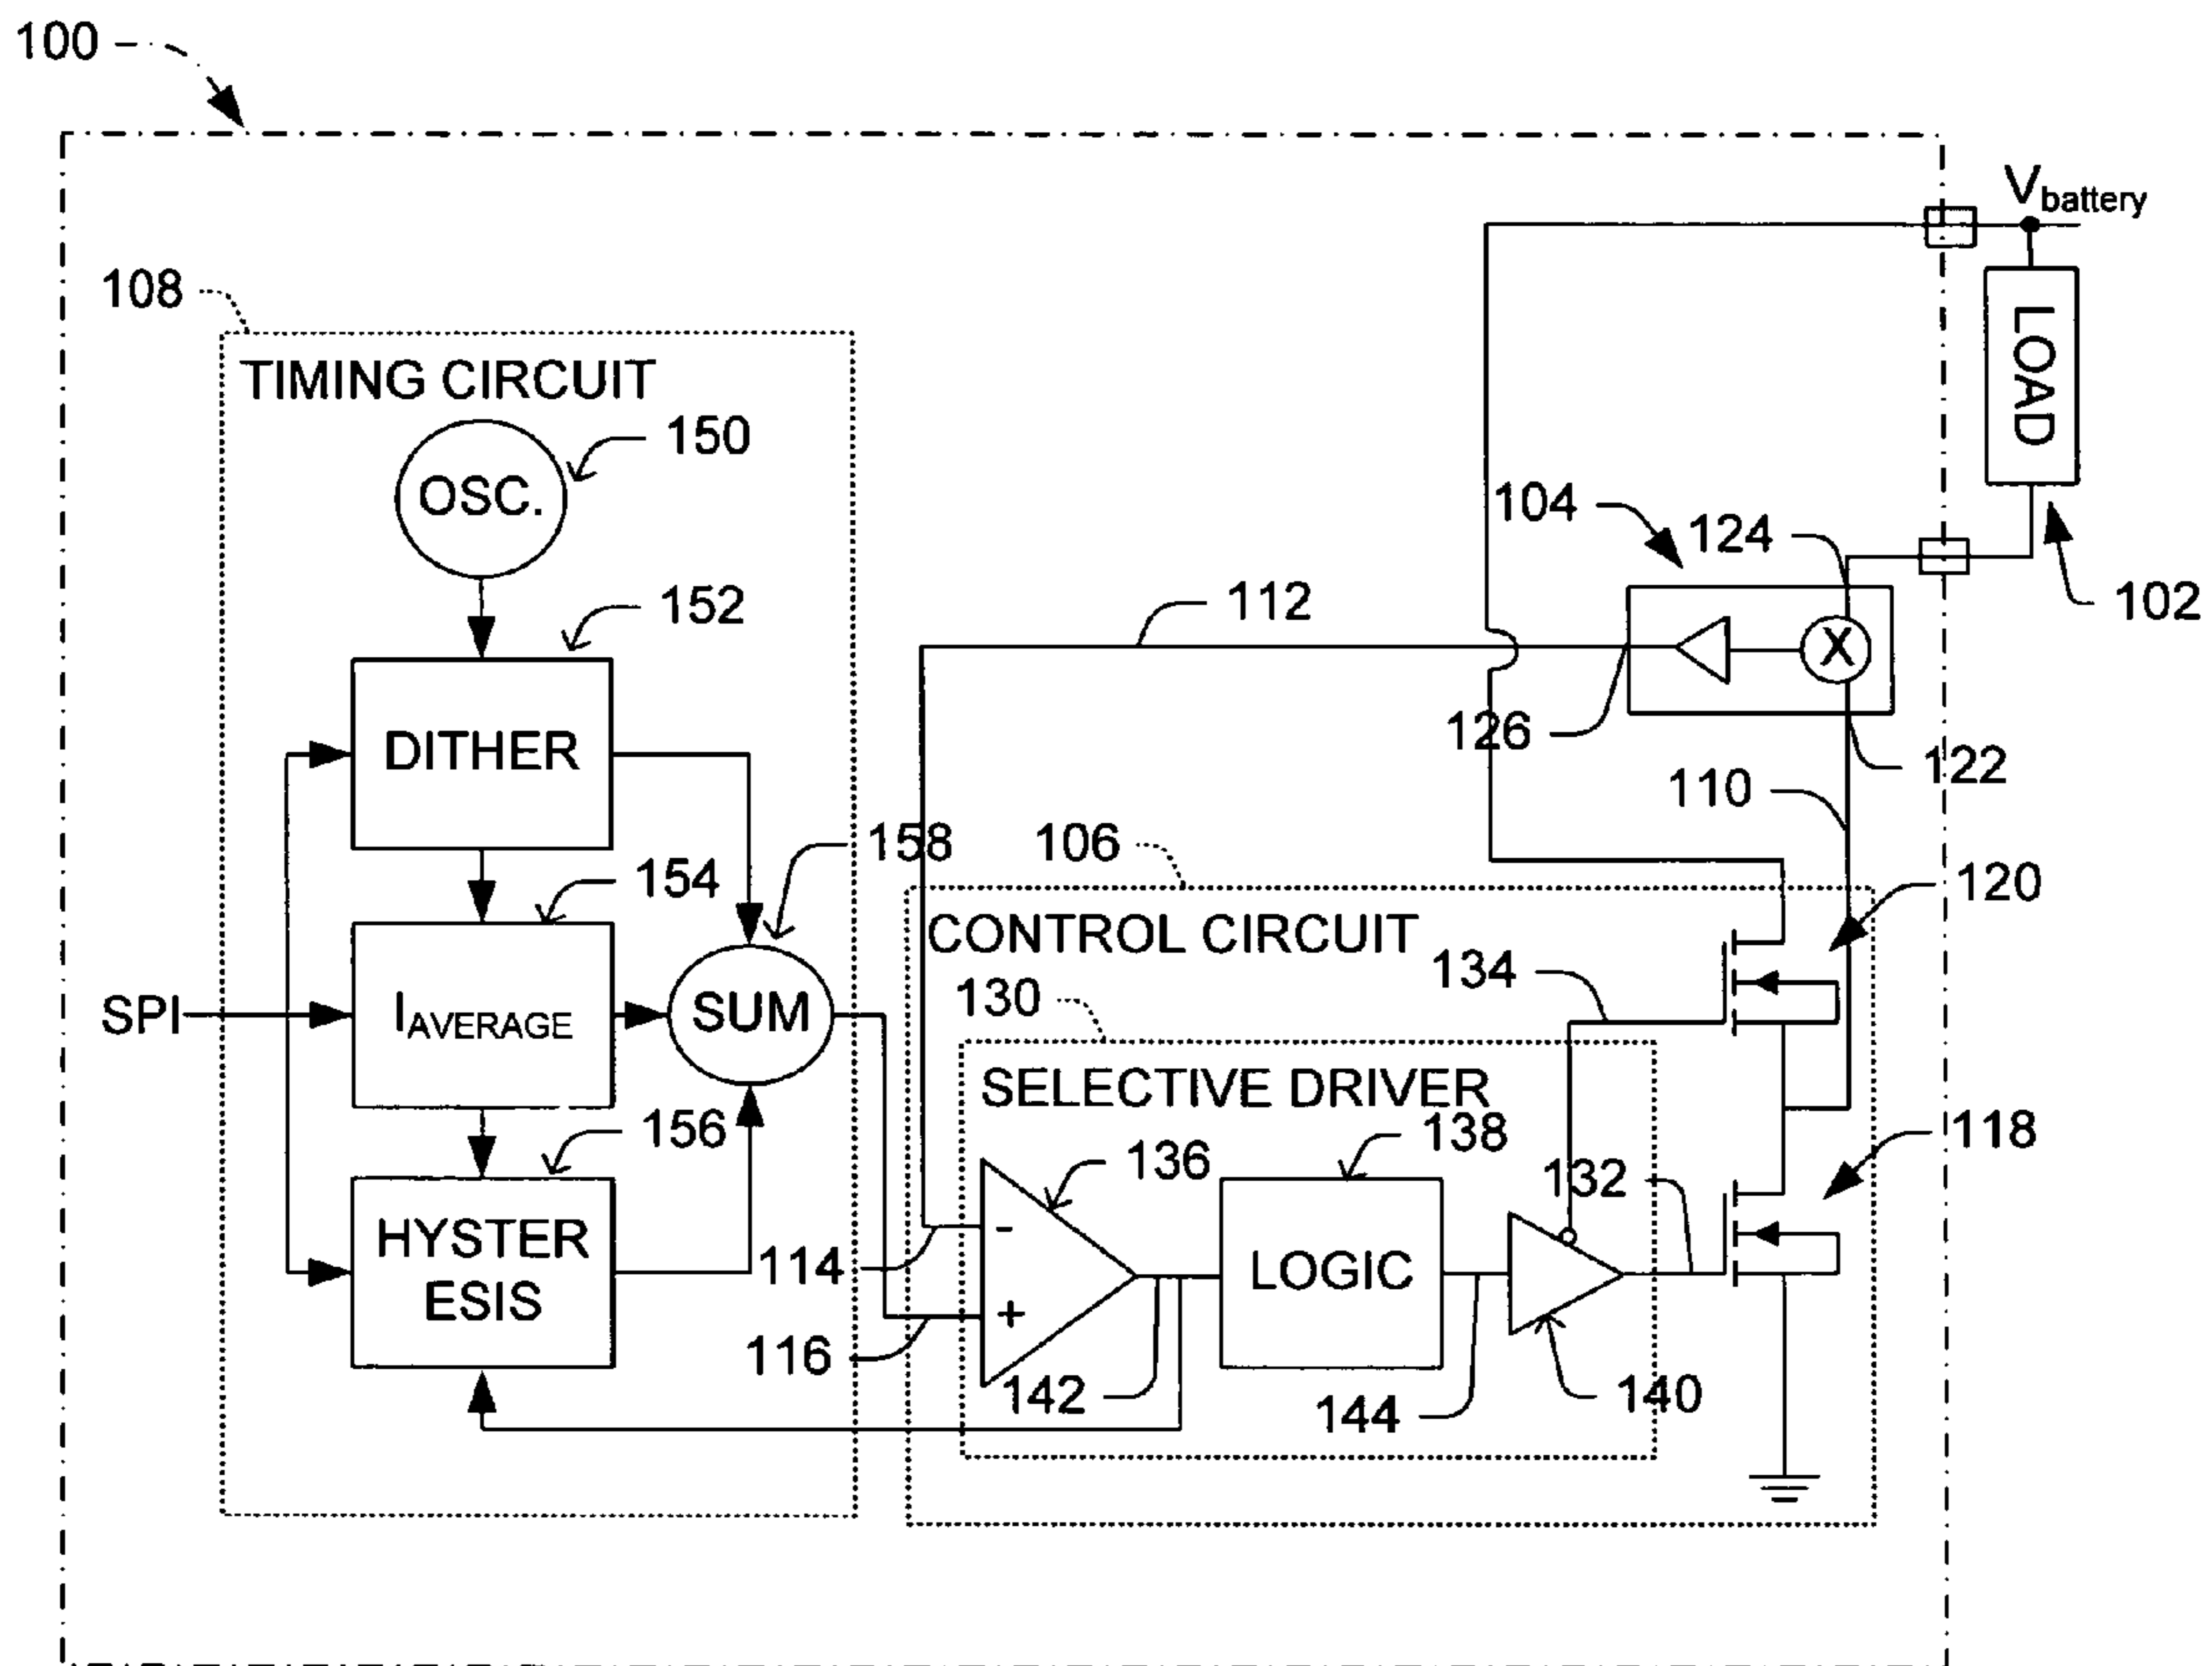 100
V battery
108
TIMING CIRCUIT
150
OSC.
LOAD
104
124
152
112
102
X
126
DITHER
122
110
158
106
154
120
CONTROL CIRCUIT
134
130
SPI
I AVERAGE
SUM
SELECTIVE DRIVER
156
138
118
136
132
HYSTER
ESIS
-
114
LOGIC
+
116
142
144
140